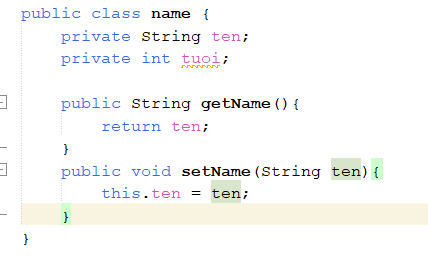 public class name {
private String ten;
private int tuoi;
public String getName(){
return ten;
}
public void setName(String ten){
this.ten = ten;
}
}